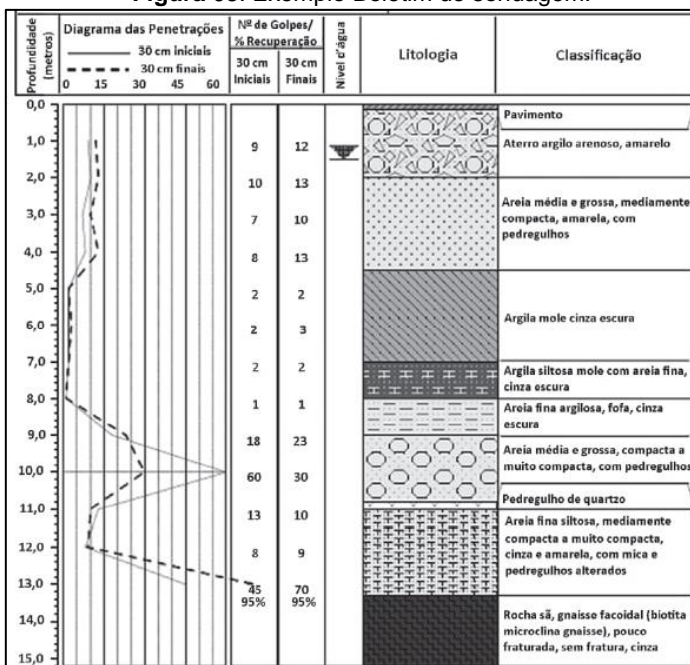 Figura 33: Exemplo Boletim de sondagem.
Profundidade (metros)
Diagrama das Penetrações
30 cm iniciais
30 cm finais
0 15 30 45 60
Nº de Golpes/
% Recuperação
30 cm
Iniciais
30 cm
Finais
Nível d'água
Litologia
Classificação
0,0
Pavimento
1,0 9 12
Aterro argilo arenoso, amarelo
2,0 10 13
Areia média e grossa, mediamente
compacta, amarela, com
pedregulhos
3,0 7 10
4,0 8 13
5,0 2 2
Argila mole cinza escura
6,0 2 3
7,0 2 2
Argila siltosa mole com areia fina,
cinza escura
8,0 1 1
Areia fina argilosa, fofa, cinza
escura
9,0 18 23
Areia média e grossa, compacta a
muito compacta, com pedregulhos
10,0 60 30
Pedregulho de quartzo
11,0 13 10
Areia fina siltosa, mediamente
compacta a muito compacta,
cinza e amarela, com mica e
pedregulhos alterados
12,0 8 9
13,0 45 70
95% 95%
Rocha sã, gnaisse facoidal (biotita
microclina gnaisse), pouco
fraturada, sem fratura, cinza
14,0
15,0